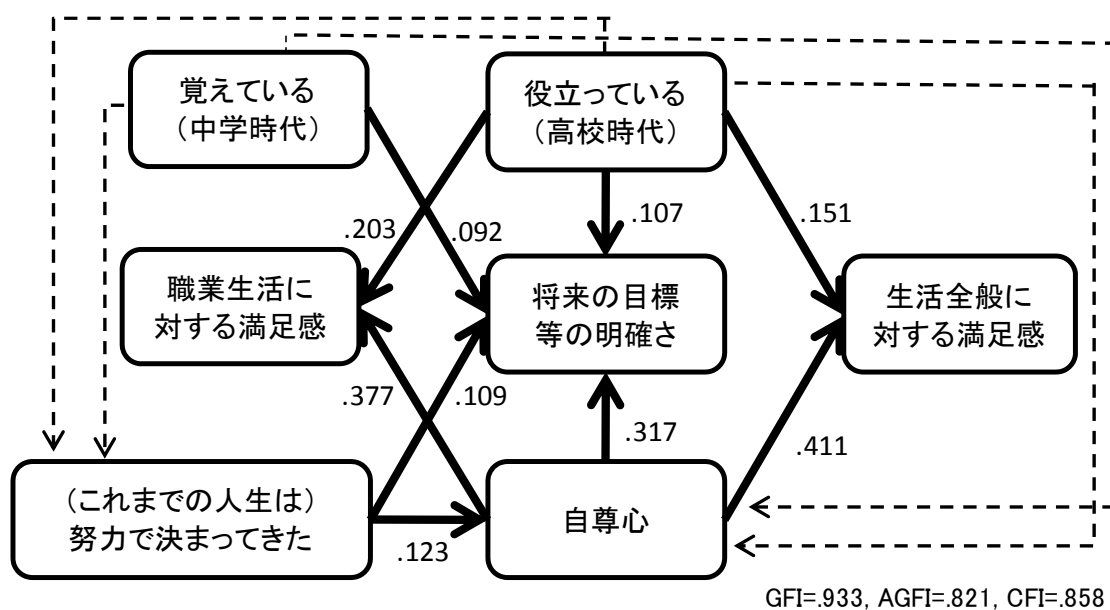 覚えている
（中学時代）
役立っている
（高校時代）
.203
.092
.107
.151
職業生活に
対する満足感
将来の目標
等の明確さ
生活全般に
対する満足感
.377
.109
.317
.411
（これまでの人生は）
努力で決まってきた
.123
自尊心
GFI=.933, AGFI=.821, CFI=.858